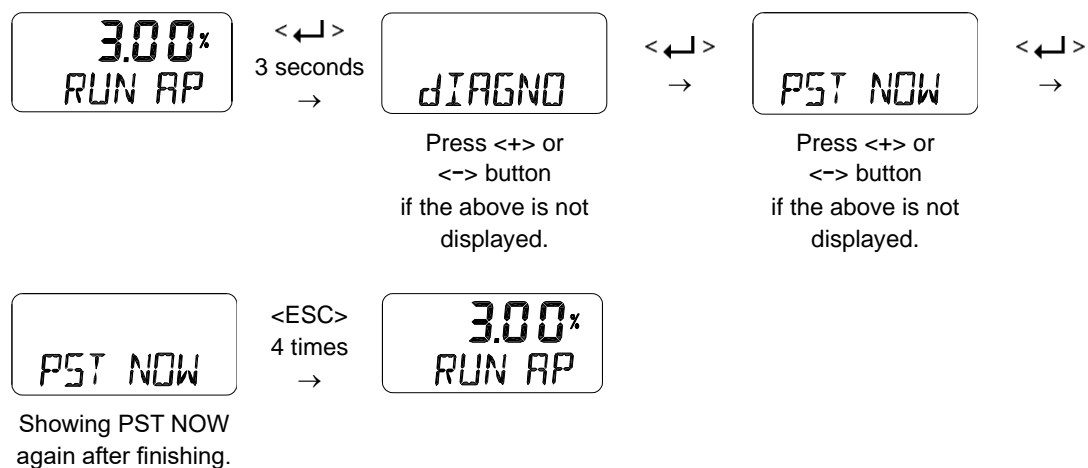 3.00%
RUN AP
<↵>
3 seconds
→
dIAGNO
Press <+> or
<-> button
if the above is not
displayed.
<↵>
→
PST NOW
Press <+> or
<-> button
if the above is not
displayed.
<↵>
→
PST NOW
Showing PST NOW
again after finishing.
<ESC>
4 times
→
3.00%
RUN AP